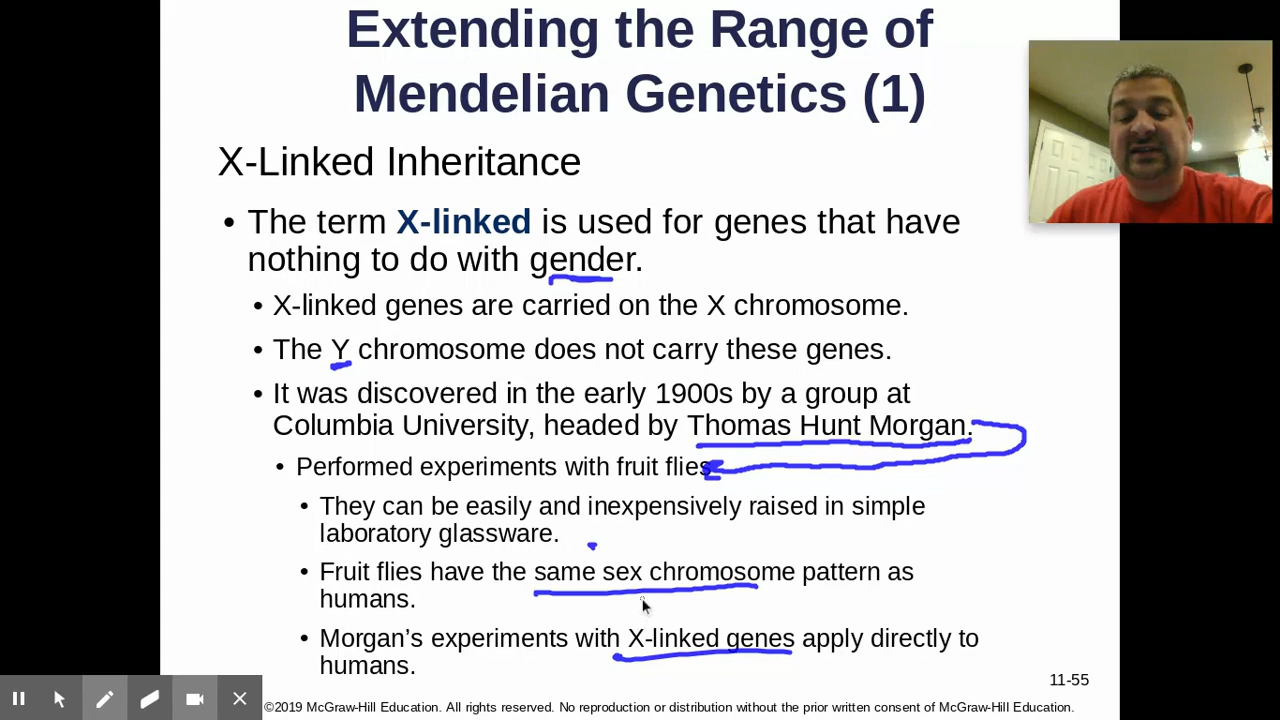 Extending the Range of
Mendelian Genetics (1)
X-Linked Inheritance
• The term X-linked is used for genes that have
nothing to do with gender.
• X-linked genes are carried on the X chromosome.
• The Y chromosome does not carry these genes.
• It was discovered in the early 1900s by a group at
Columbia University, headed by Thomas Hunt Morgan.
• Performed experiments with fruit flies
• They can be easily and inexpensively raised in simple
laboratory glassware.
• Fruit flies have the same sex chromosome pattern as
humans.
• Morgan’s experiments with X-linked genes apply directly to
humans.
11-55
©2019 McGraw-Hill Education. All rights reserved. No reproduction or distribution without the prior written consent of McGraw-Hill Education.